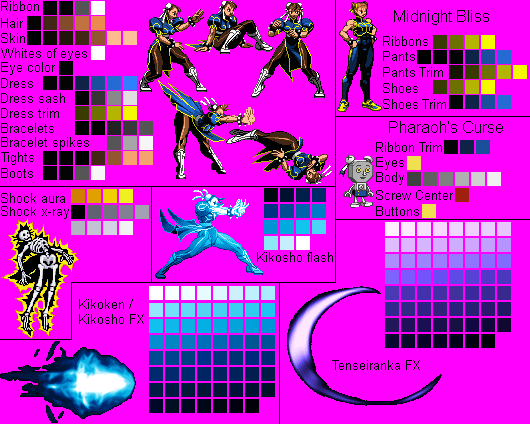 Ribbon
Hair
Skin
Whites of eyes
Eye color
Dress
Dress sash
Dress trim
Bracelets
Bracelet spikes
Tights
Boots
Midnight Bliss
Ribbons
Pants
Pants Trim
Shoes
Shoes Trim
Pharaoh's Curse
Ribbon Trim
Eyes
Body
Screw Center
Buttons
Shock aura
Shock x-ray
Kikosho flash
Kikoken /
Kikosho FX
Tenseiranka FX